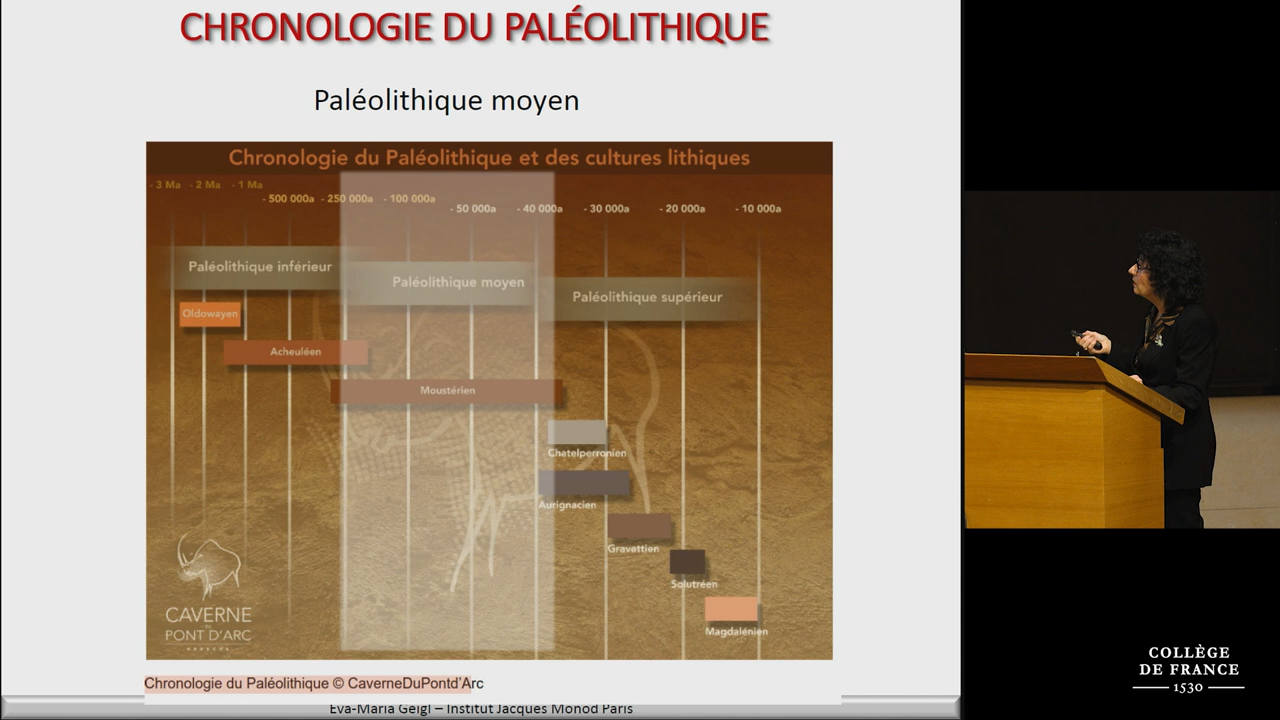 CHRONOLOGIE DU PALÉOLITHIQUE
Paléolithique moyen
Chronologie du Paléolithique et des cultures lithiques
- 3 Ma - 2 Ma - 1 Ma
- 500 000a - 250 000a - 100 000a
- 50 000a - 40 000a - 30 000a - 20 000a - 10 000a
Paléolithique inférieur
Paléolithique moyen
Paléolithique supérieur
Oldowayen
Acheuléen
Moustérien
Chatelperronien
Aurignacien
Gravettien
Solutréen
Magdalénien
CAVERNE
PONT D'ARC
Chronologie du Paléolithique © CaverneDuPontd'Arc
Eva-Maria Geigl – Institut Jacques Monod Paris
COLLÈGE
DE FRANCE
1530